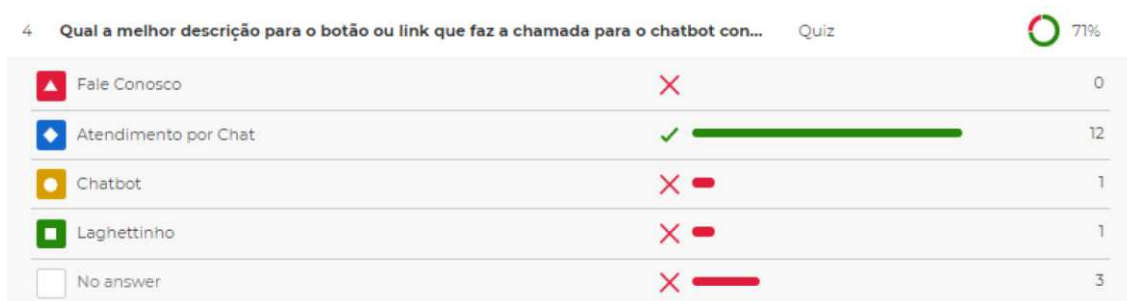 4 Qual a melhor descrição para o botão ou link que faz a chamada para o chatbot con... Quiz 71%
Fale Conosco 0
Atendimento por Chat 12
Chatbot 1
Laghettinho 1
No answer 3